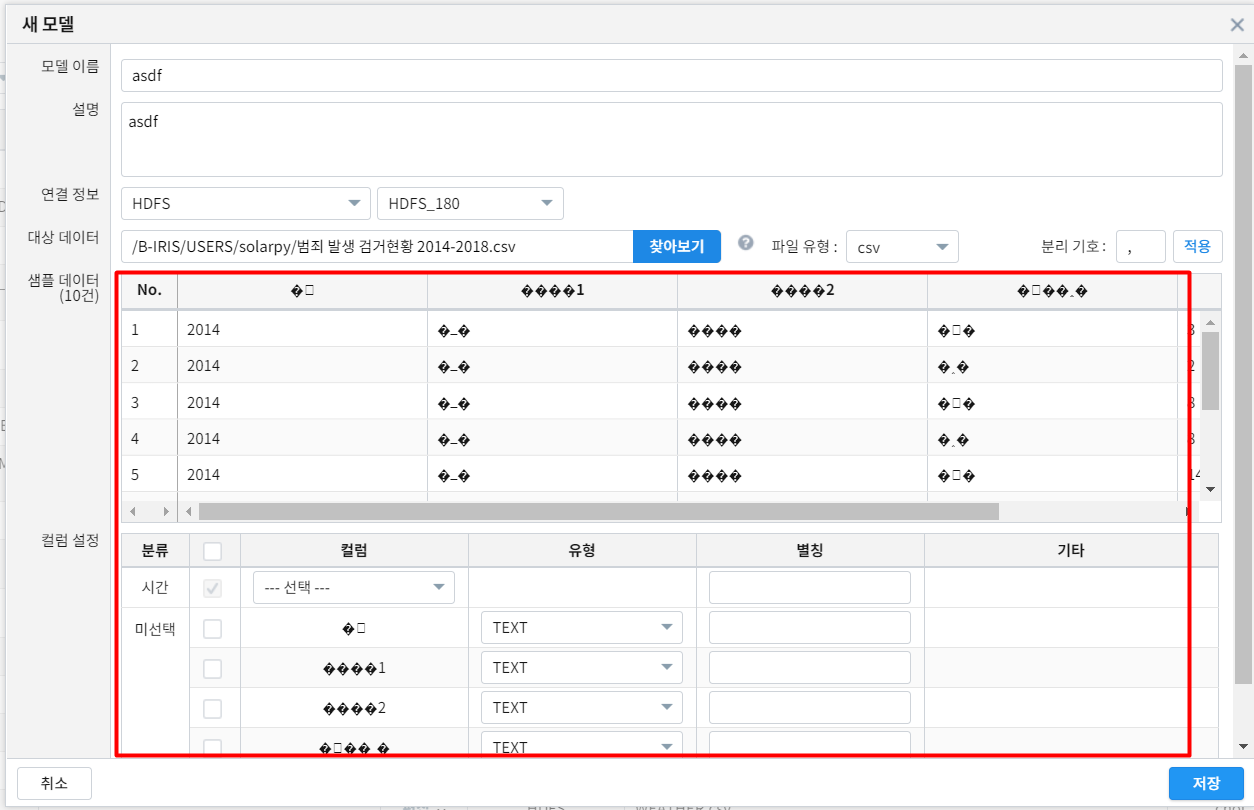 새 모델
모델 이름
asdf
설명
asdf
연결 정보
HDFS
HDFS_180
대상 데이터
/B-IRIS/USERS/solarpy/범죄 발생 검거현황 2014-2018.csv
찾아보기
?
파일 유형 :
csv
분리 기호 :
,
적용
샘플 데이터
(10건)
No. �□ ����1 ����2 �□��˰�
1 2014 �ֿ� ���� �□�
2 2014 �ֿ� ���� �˰�
3 2014 �ֿ� ���� �□�
4 2014 �ֿ� ���� �˰�
5 2014 �ֿ� ���� �□� 14
컬럼 설정
분류 컬럼 유형 별칭 기타
시간 --- 선택 ---
미선택 �□ TEXT
����1 TEXT
����2 TEXT
�□�� � TEXT
취소
저장